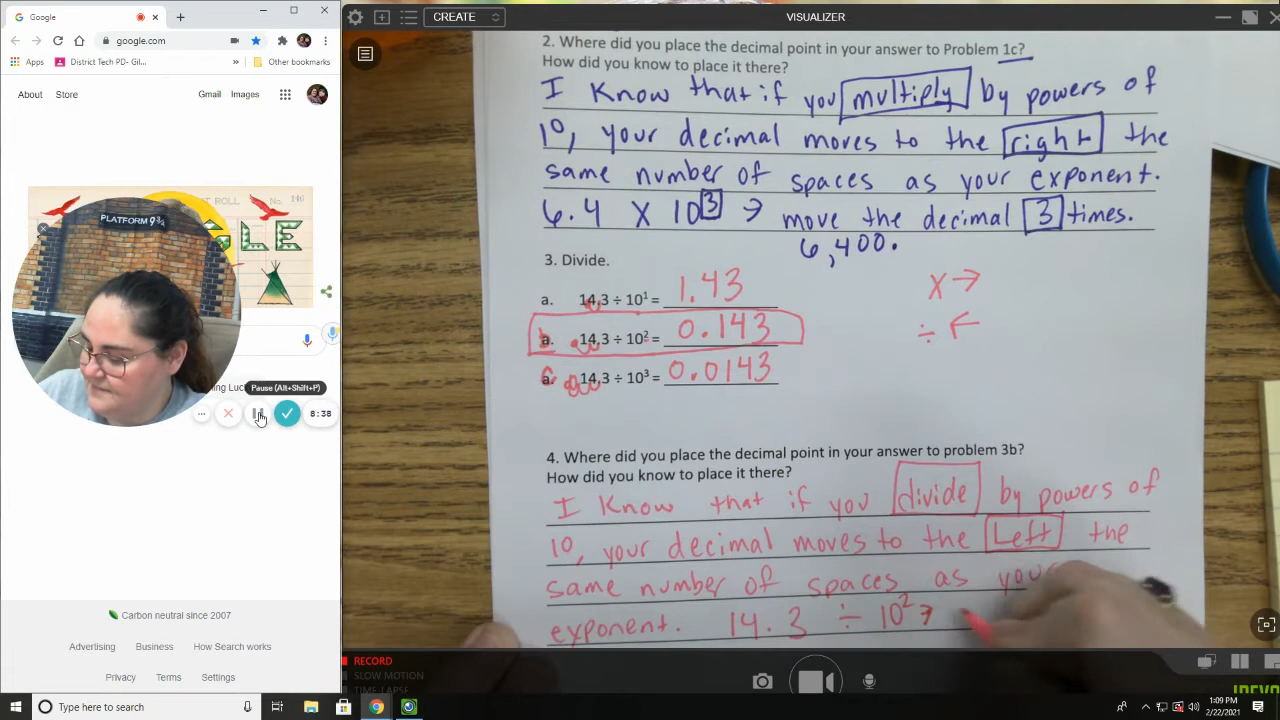 Google
google.com
Apps
District Tech PD- Gil...
»
Other bookmarks
About
Store
Gmail
Images
No. 146
PLATFORM 9¾
Pause (Alt+Shift+P)
8:38
Carbon neutral since 2007
Advertising
Business
How Search works
Privacy
Terms
Settings
Type here to search
CREATE
VISUALIZER
2. Where did you place the decimal point in your answer to Problem 1c?
How did you know to place it there?
I know that if you multiply by powers of
10, your decimal moves to the right the
same number of spaces as your exponent.
6.4 X 10³ → move the decimal 3 times.
6,400.
3. Divide.
a. 14.3 ÷ 10¹ = 1.43
b. 14.3 ÷ 10² = 0.143
c. 14.3 ÷ 10³ = 0.0143
X →
÷ ←
4. Where did you place the decimal point in your answer to problem 3b?
How did you know to place it there?
I know that if you divide by powers of
10, your decimal moves to the Left the
same number of spaces as your
exponent. 14.3 ÷ 10² →
RECORD
SLOW MOTION
TIME LAPSE
1:09 PM
2/22/2021